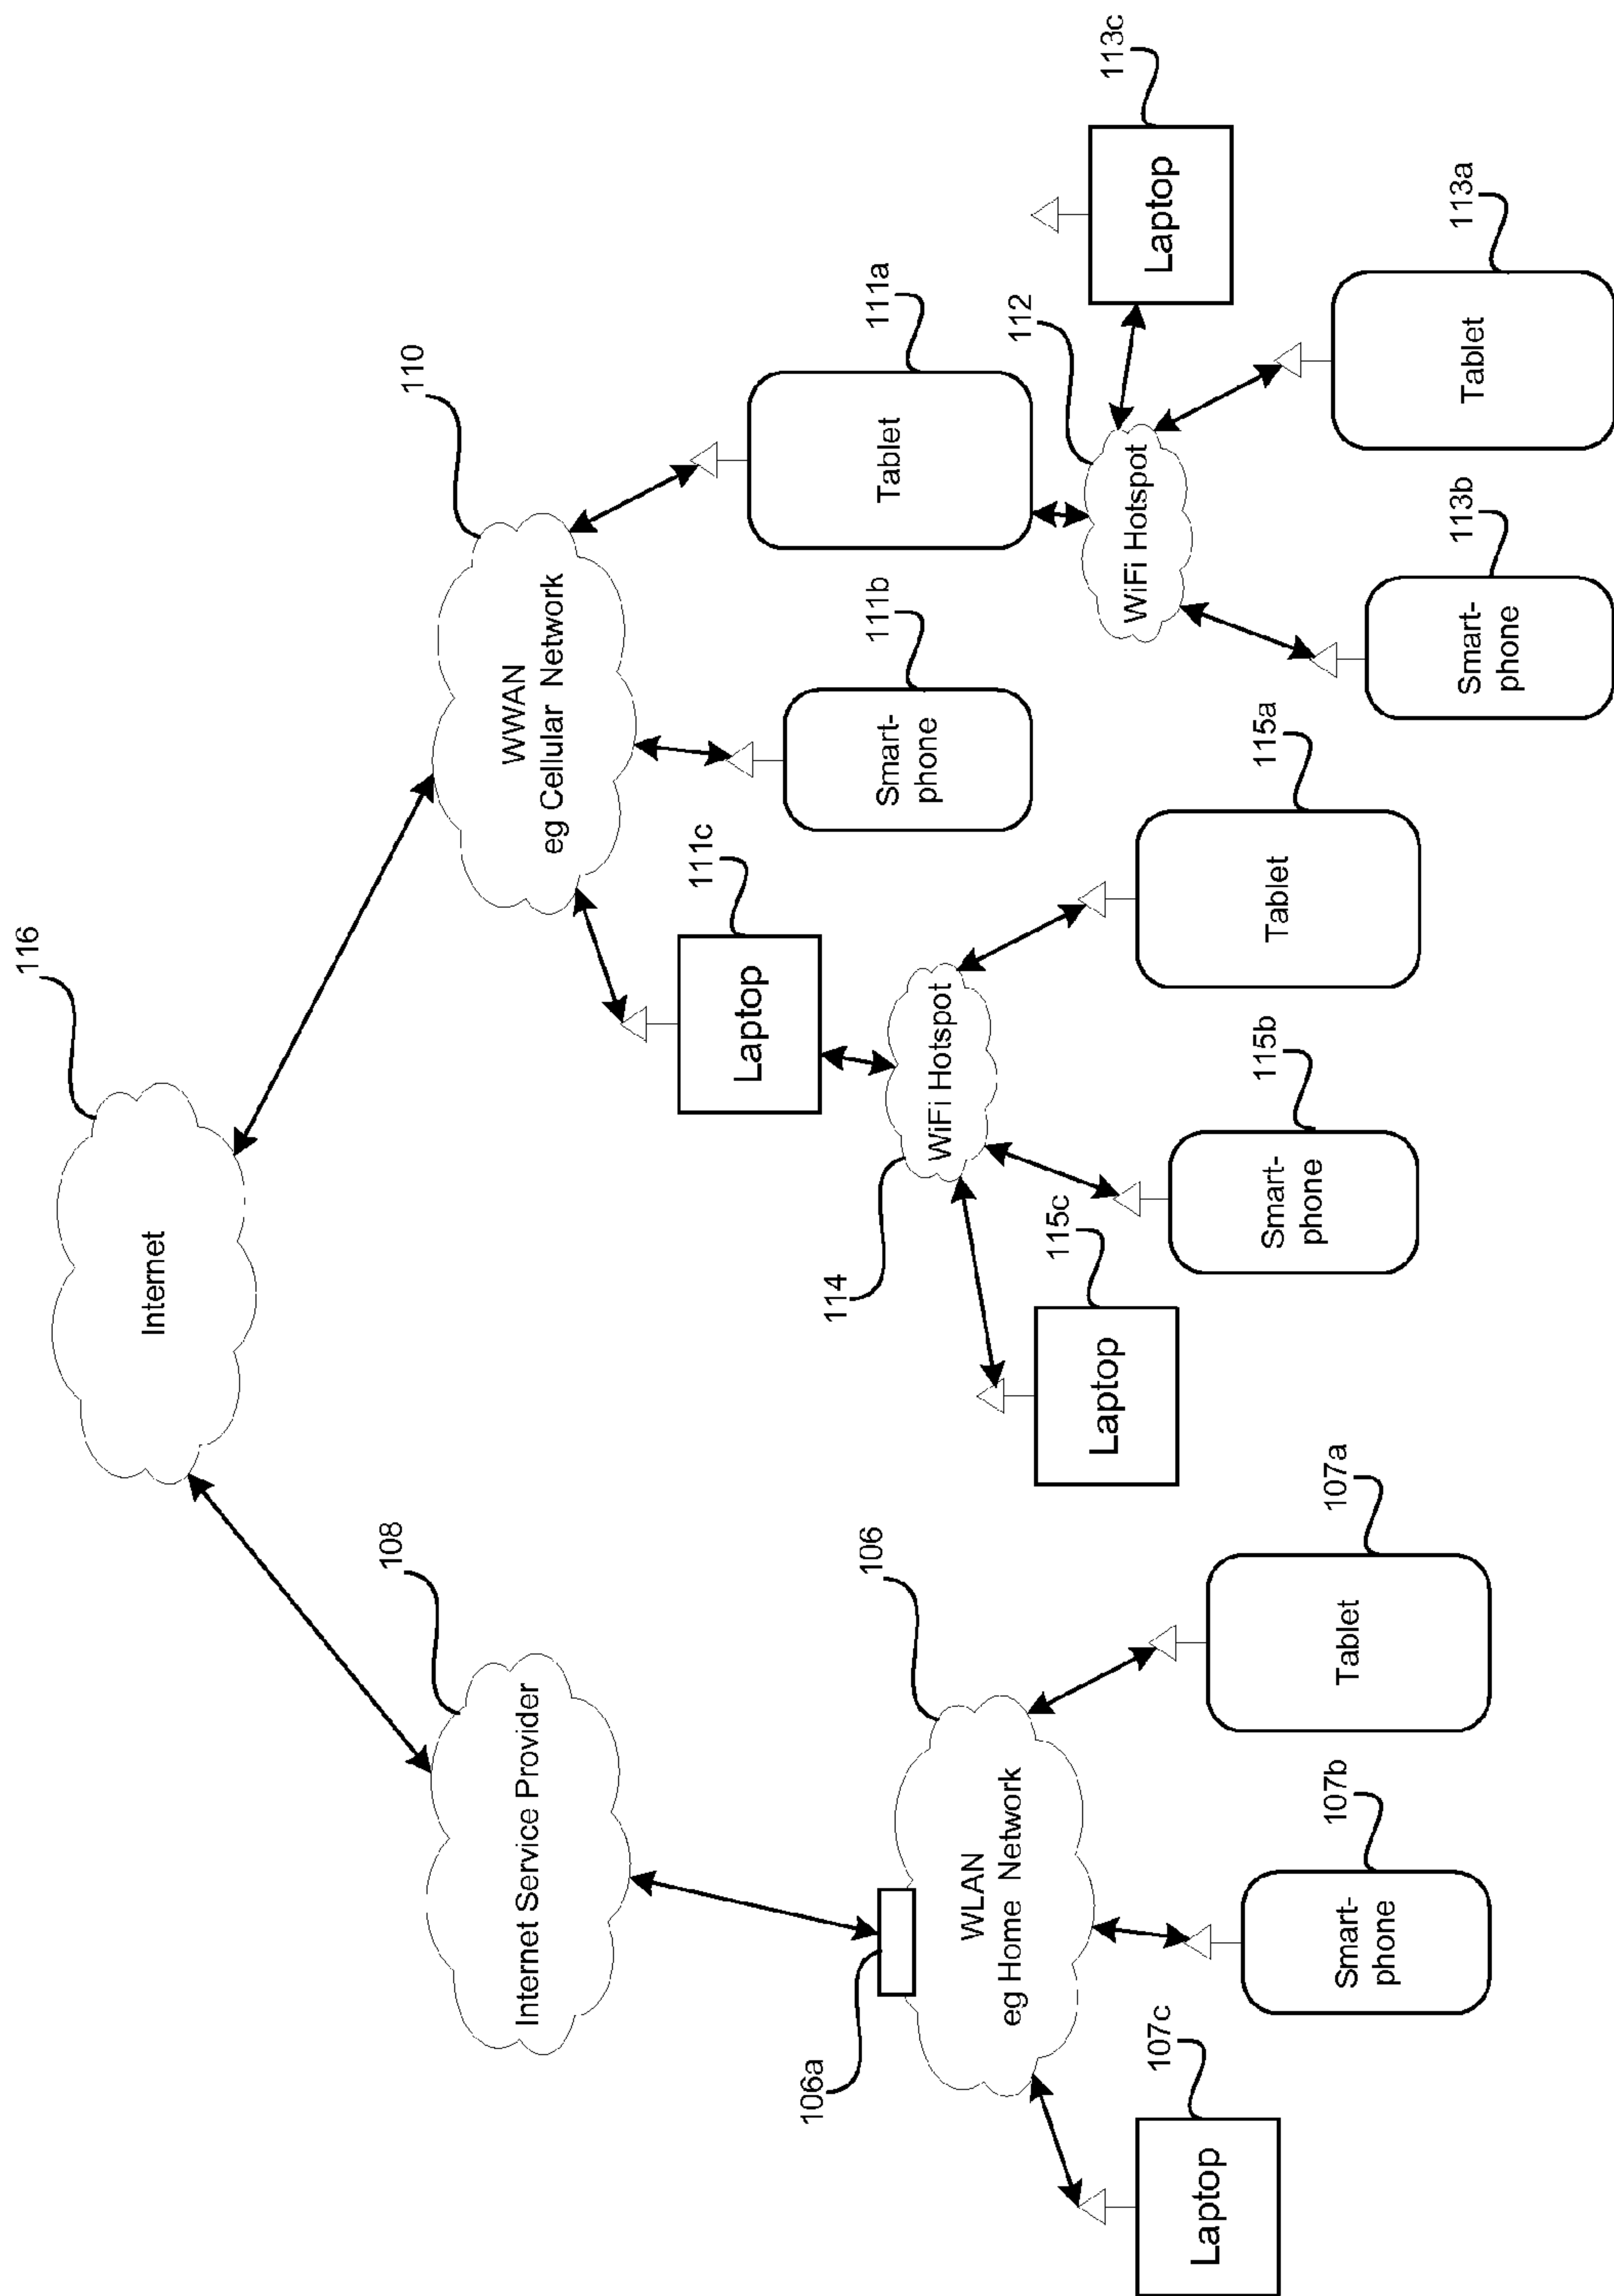 116
Internet
108
Internet Service Provider
110
WWAN
eg Cellular Network
106a
106
WLAN
eg Home Network
107c
Laptop
107b
Smart-
phone
107a
Tablet
111c
Laptop
111b
Smart-
phone
111a
Tablet
114
WiFi Hotspot
115c
Laptop
115b
Smart-
phone
115a
Tablet
112
WiFi Hotspot
113b
Smart-
phone
113a
Tablet
113c
Laptop